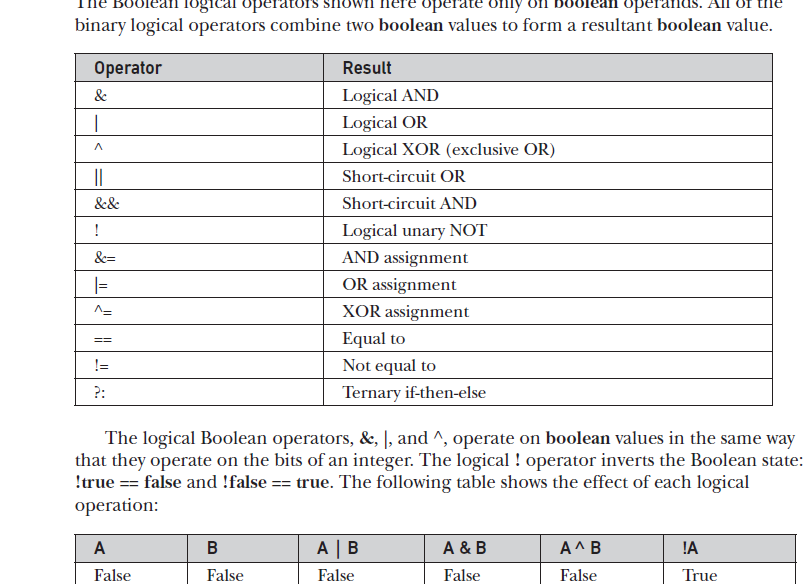 The Boolean logical operators shown here operate only on boolean operands. All of the
binary logical operators combine two boolean values to form a resultant boolean value.
Operator Result
& Logical AND
| Logical OR
^ Logical XOR (exclusive OR)
|| Short-circuit OR
&& Short-circuit AND
! Logical unary NOT
&= AND assignment
|= OR assignment
^= XOR assignment
== Equal to
!= Not equal to
?: Ternary if-then-else
The logical Boolean operators, &, |, and ^, operate on boolean values in the same way
that they operate on the bits of an integer. The logical ! operator inverts the Boolean state:
!true == false and !false == true. The following table shows the effect of each logical
operation:
A B A | B A & B A ^ B !A
False False False False False True